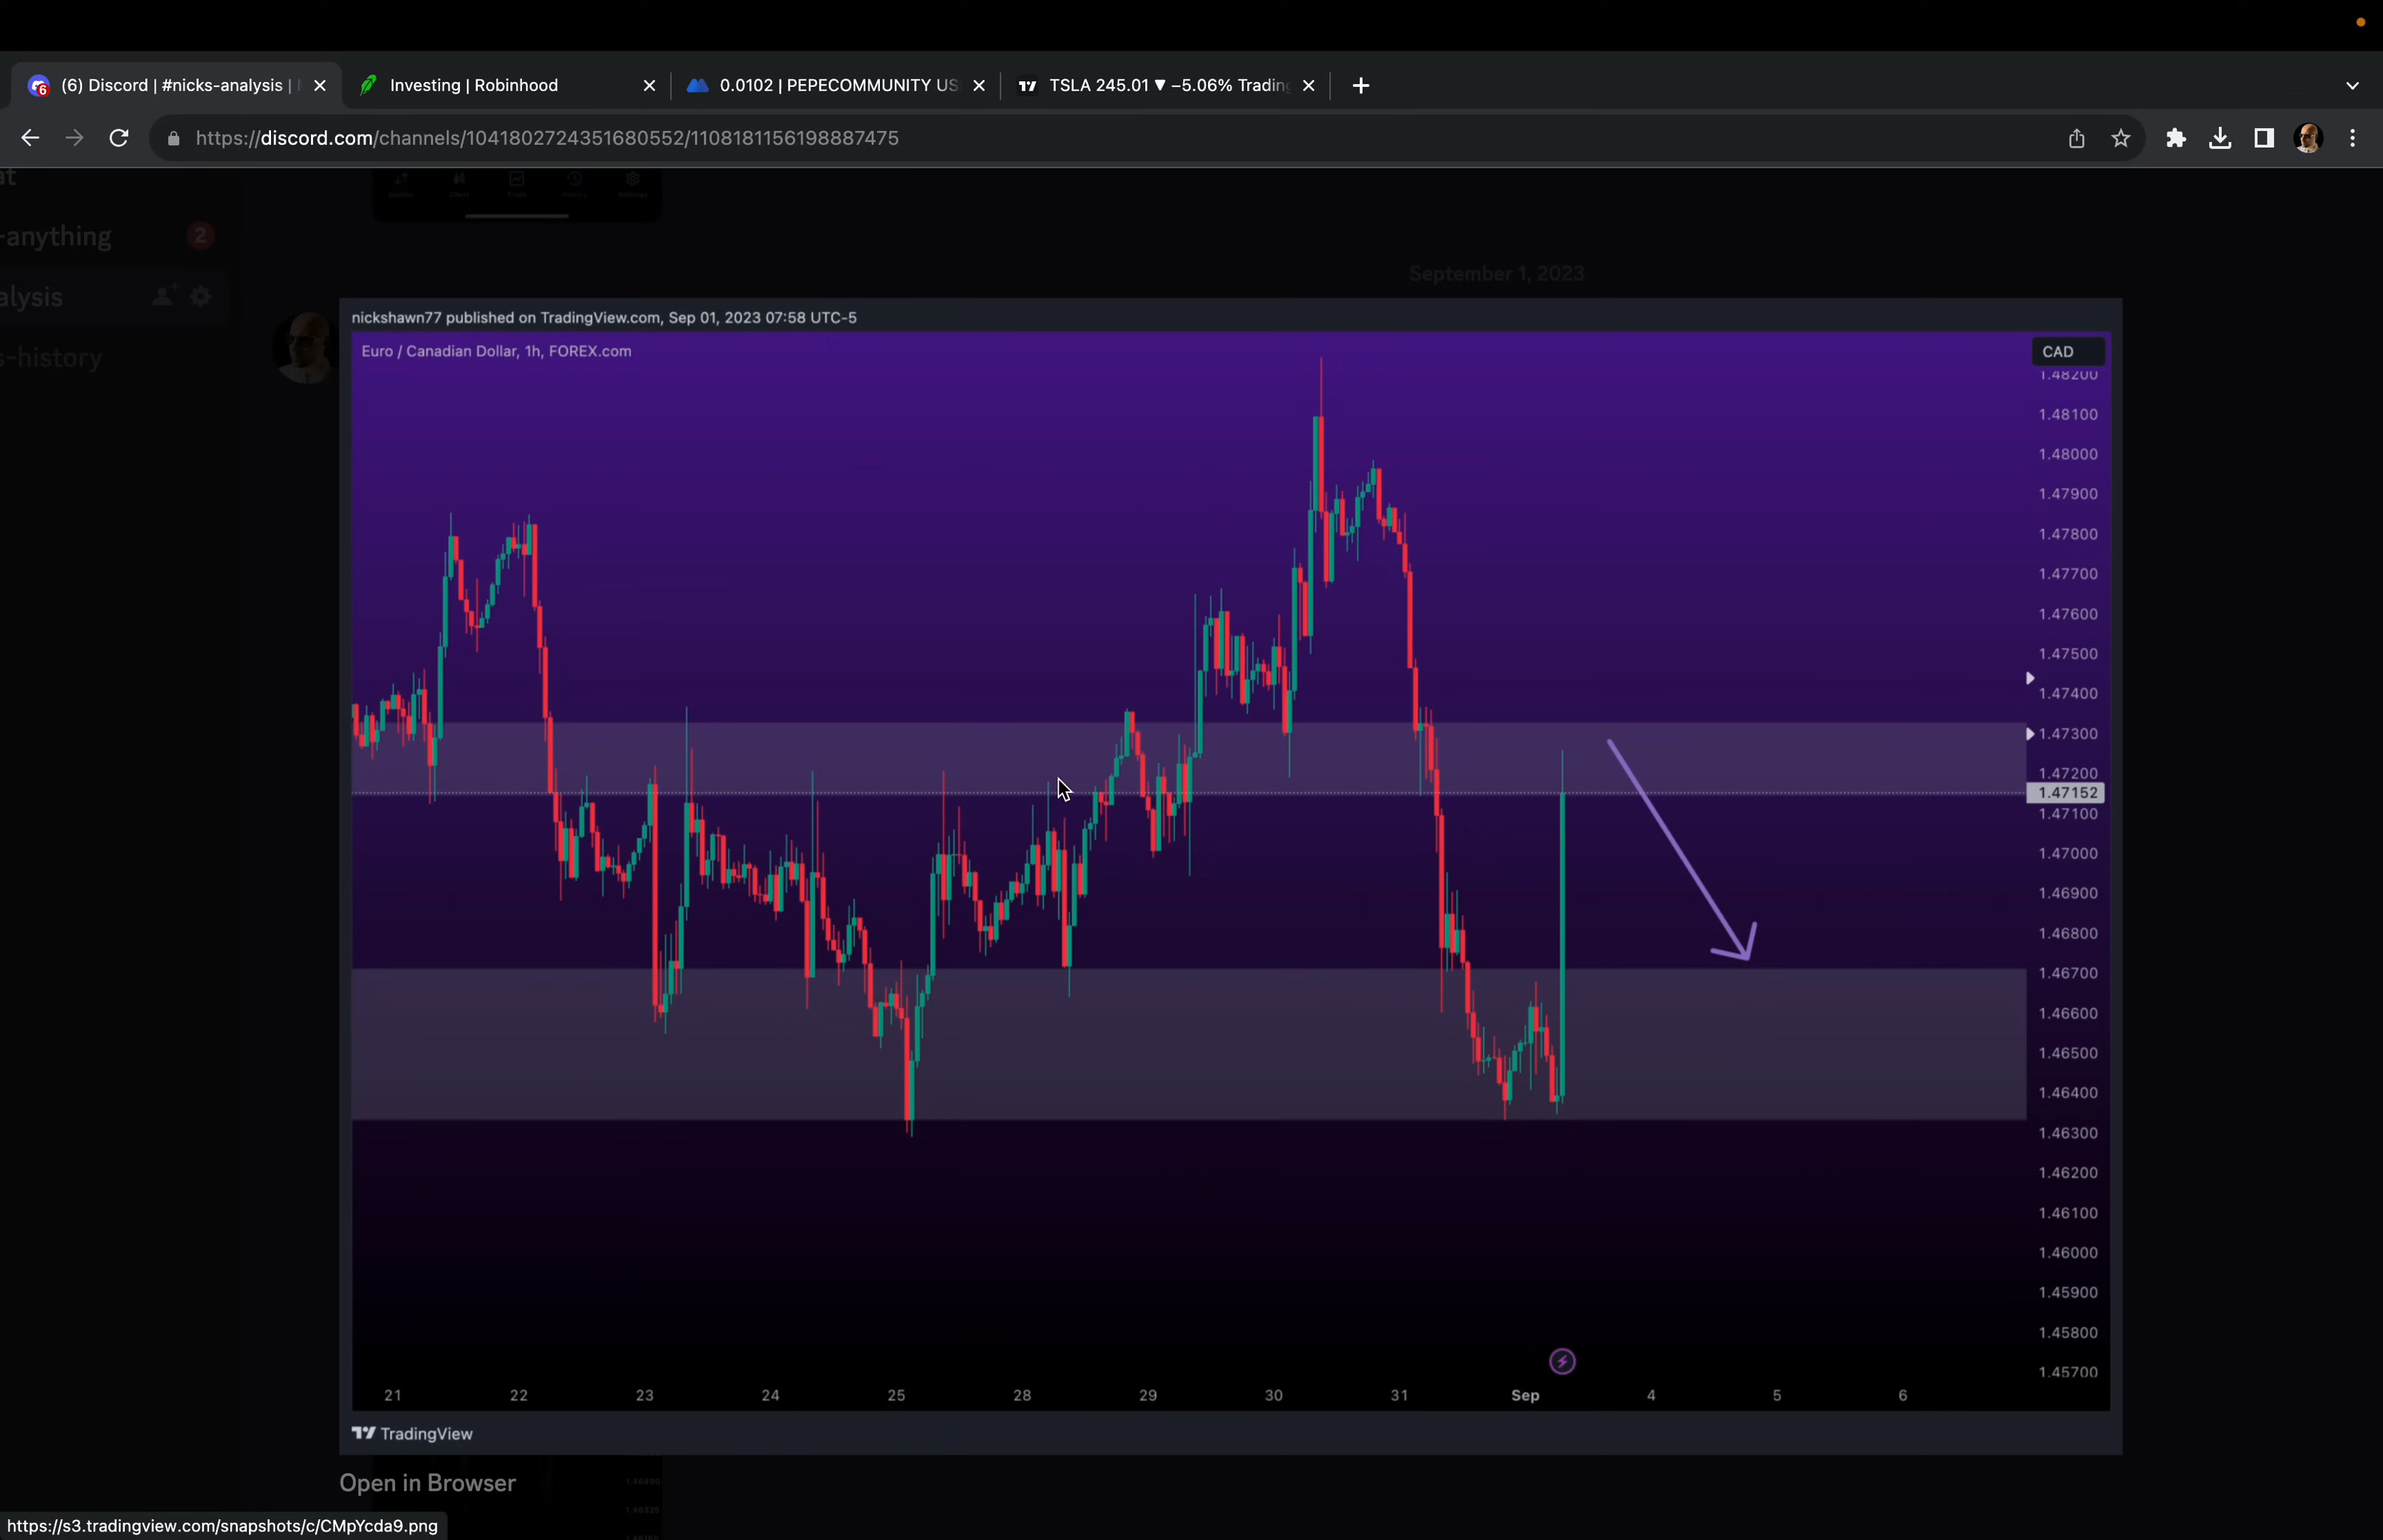 (6) Discord | #nicks-analysis |
Investing | Robinhood
0.0102 | PEPECOMMUNITY US
TSLA 245.01 ▼ −5.06% Trading
https://discord.com/channels/1041802724351680552/1108181156198887475
at
-anything
2
September 1, 2023
alysis
s-history
nickshawn77 published on TradingView.com, Sep 01, 2023 07:58 UTC-5
Euro / Canadian Dollar, 1h, FOREX.com
CAD
1.48200
1.48100
1.48000
1.47900
1.47800
1.47700
1.47600
1.47500
1.47400
1.47300
1.47200
1.47152
1.47100
1.47000
1.46900
1.46800
1.46700
1.46600
1.46500
1.46400
1.46300
1.46200
1.46100
1.46000
1.45900
1.45800
1.45700
21 22 23 24 25 28 29 30 31 Sep 4 5 6
TradingView
Open in Browser
https://s3.tradingview.com/snapshots/c/CMpYcda9.png